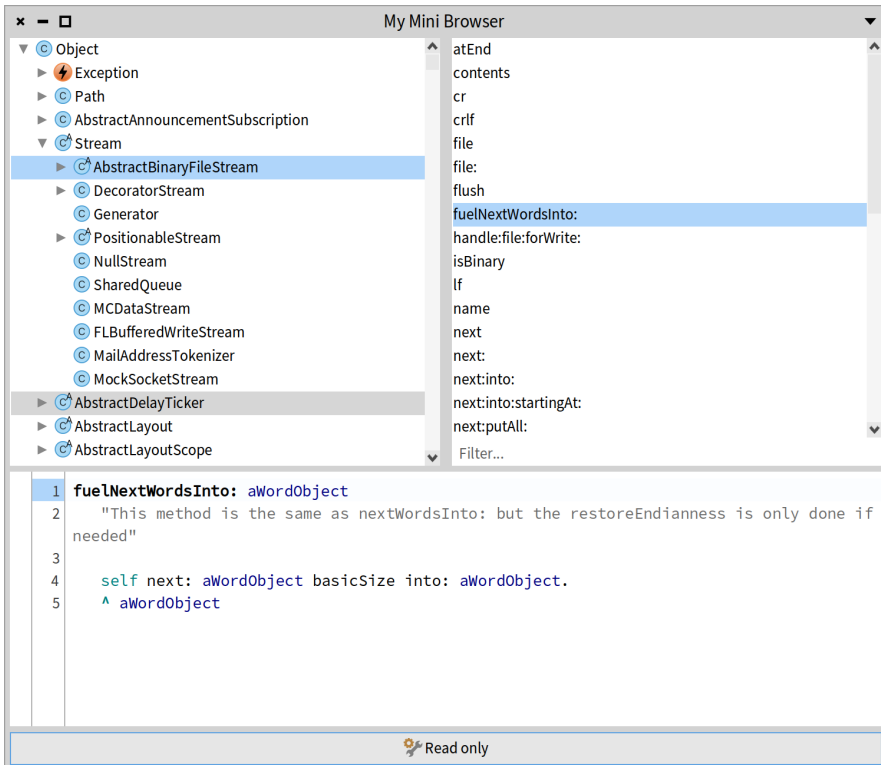 My Mini Browser
Object
Exception
Path
AbstractAnnouncementSubscription
Stream
AbstractBinaryFileStream
DecoratorStream
Generator
PositionableStream
NullStream
SharedQueue
MCDataStream
FLBufferedWriteStream
MailAddressTokenizer
MockSocketStream
AbstractDelayTicker
AbstractLayout
AbstractLayoutScope
atEnd
contents
cr
crlf
file
file:
flush
fuelNextWordsInto:
handle:file:forWrite:
isBinary
lf
name
next
next:
next:into:
next:into:startingAt:
next:putAll:
Filter...
1 fuelNextWordsInto: aWordObject
2 "This method is the same as nextWordsInto: but the restoreEndianness is only done if
needed"
3
4 self next: aWordObject basicSize into: aWordObject.
5 ^ aWordObject
Read only